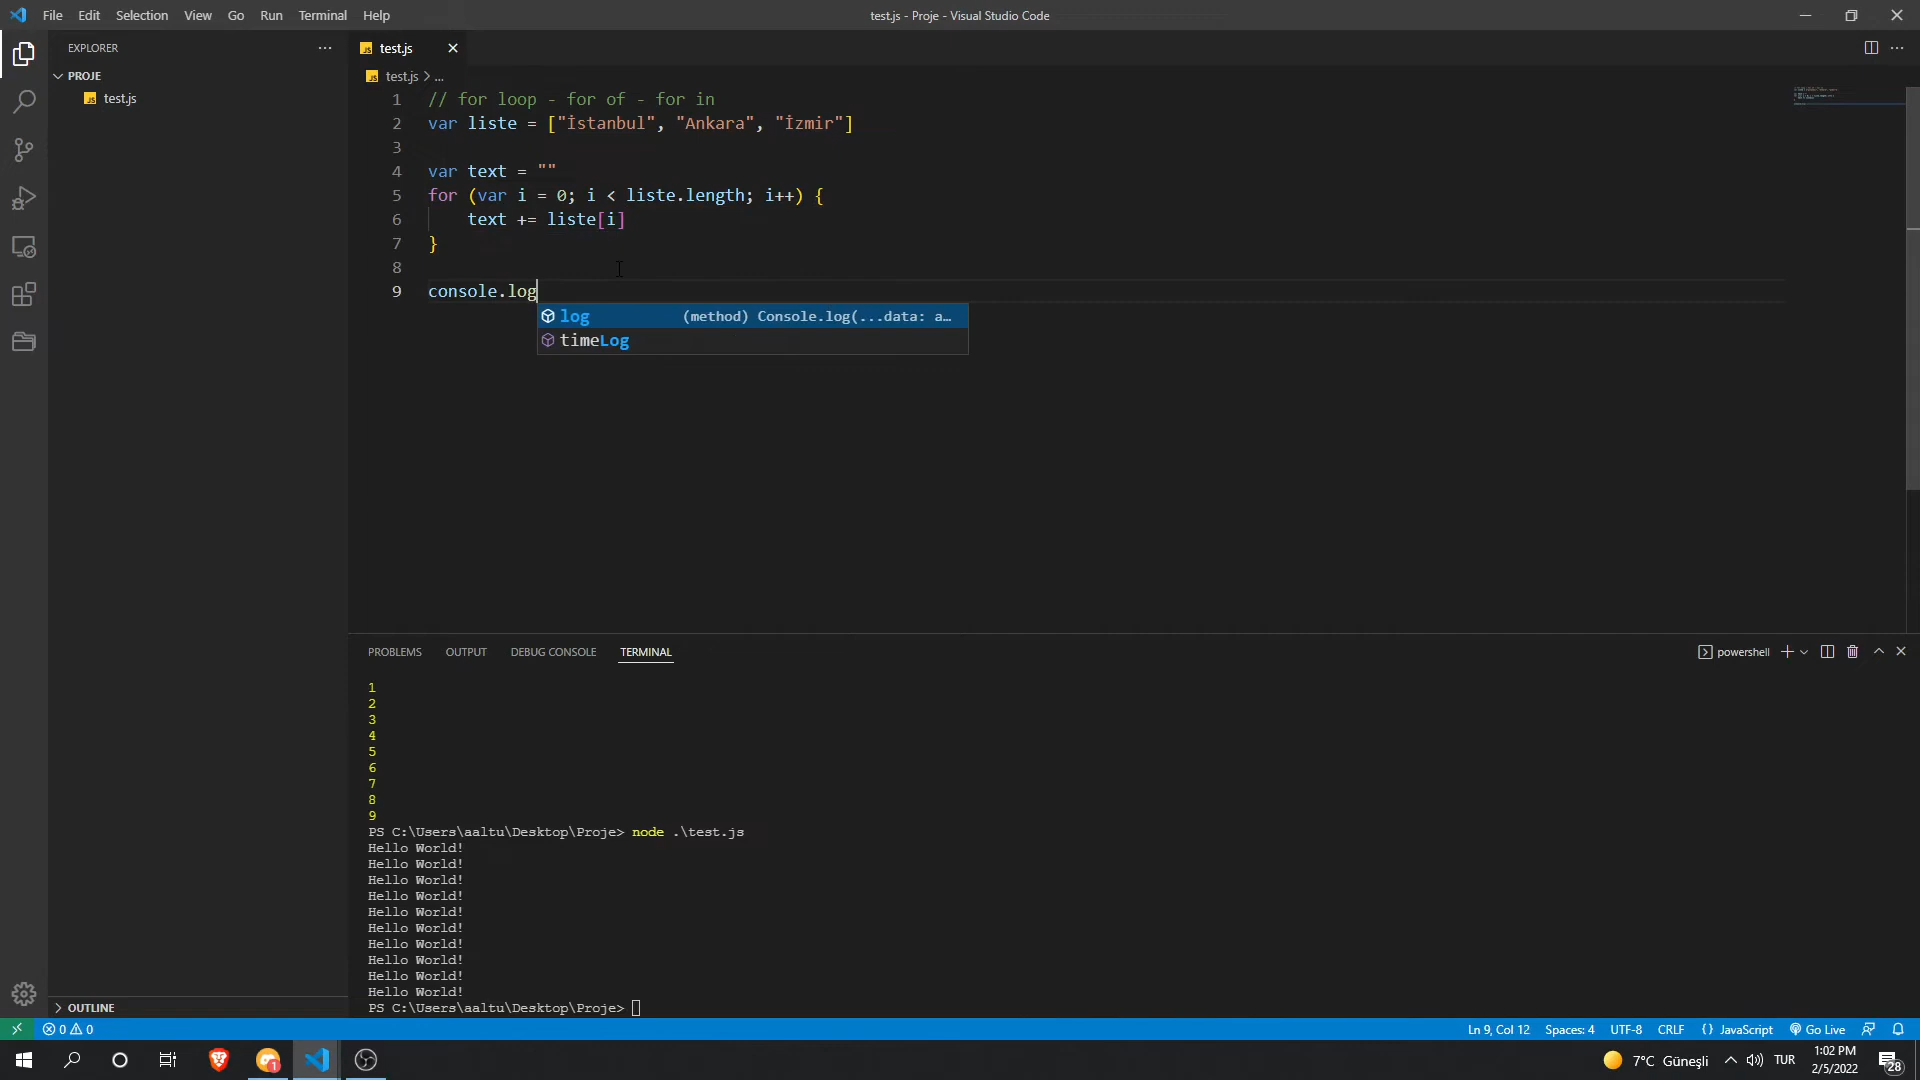 File Edit Selection View Go Run Terminal Help
test.js - Proje - Visual Studio Code
EXPLORER
PROJE
JS test.js
JS test.js
JS test.js > ...
1 // for loop - for of - for in
2 var liste = ["İstanbul", "Ankara", "İzmir"]
3
4 var text = ""
5 for (var i = 0; i < liste.length; i++) {
6 text += liste[i]
7 }
8
9 console.log
log (method) Console.log(...data: a…
timeLog
PROBLEMS OUTPUT DEBUG CONSOLE TERMINAL
powershell
1
2
3
4
5
6
7
8
9
PS C:\Users\aaltu\Desktop\Proje> node .\test.js
Hello World!
Hello World!
Hello World!
Hello World!
Hello World!
Hello World!
Hello World!
Hello World!
Hello World!
Hello World!
PS C:\Users\aaltu\Desktop\Proje>
OUTLINE
0 0
Ln 9, Col 12 Spaces: 4 UTF-8 CRLF {} JavaScript Go Live
1
7°C Güneşli
TUR
1:02 PM
2/5/2022
28